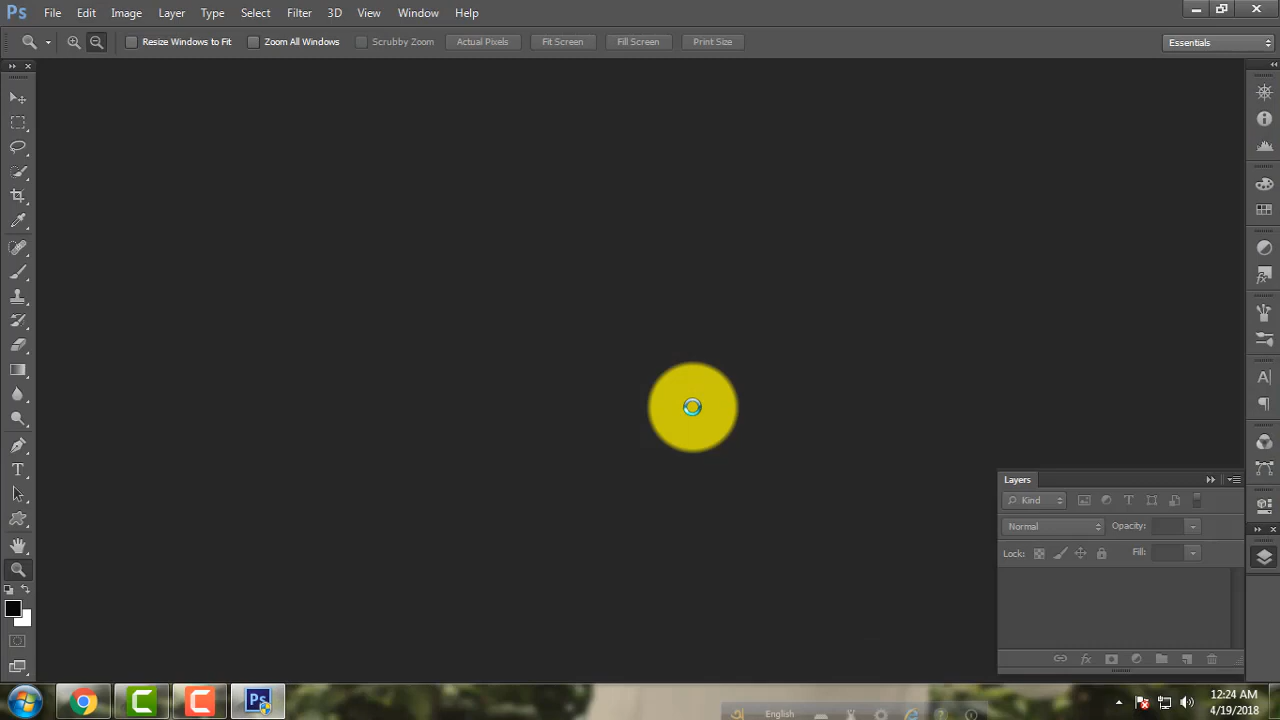 Ps File Edit Image Layer Type Select Filter 3D View Window Help
Resize Windows to Fit Zoom All Windows Scrubby Zoom Actual Pixels Fit Screen Fill Screen Print Size Essentials
Layers
Kind
Normal Opacity:
Lock: Fill:
English
12:24 AM
4/19/2018